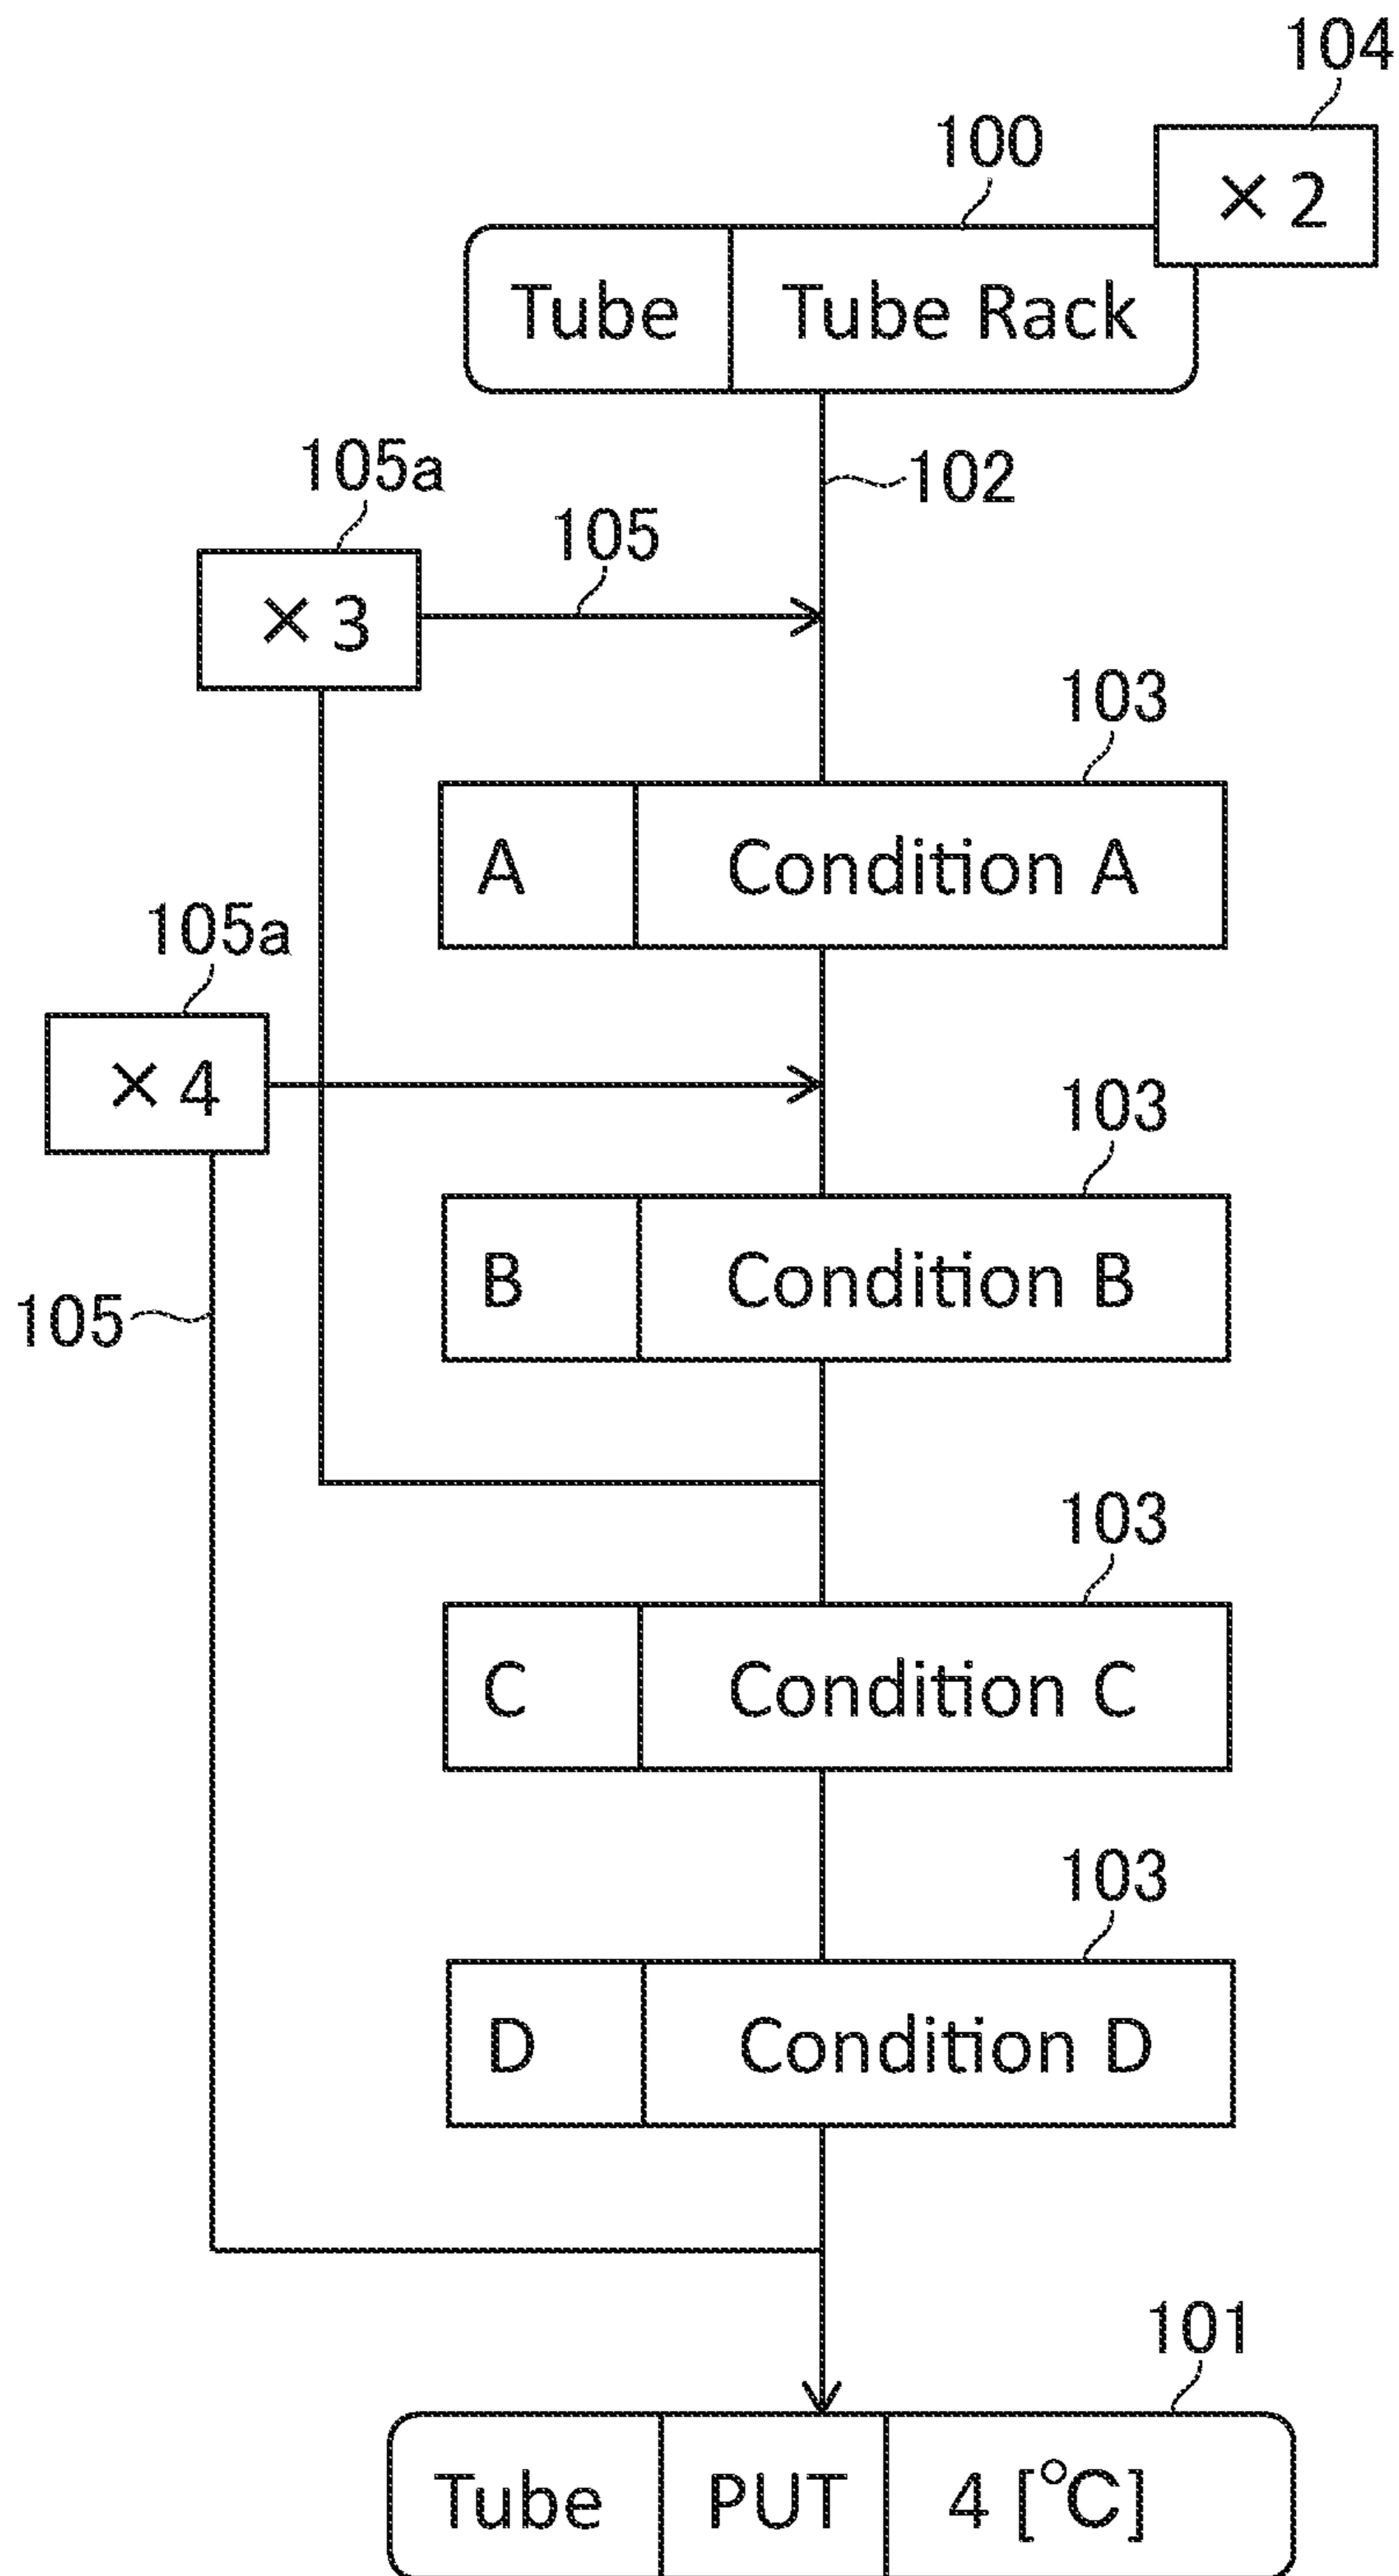 104
100
× 2
Tube
Tube Rack
105a
102
105
× 3
103
A
Condition A
105a
× 4
103
B
Condition B
105
103
C
Condition C
103
D
Condition D
101
Tube
PUT
4 [℃]